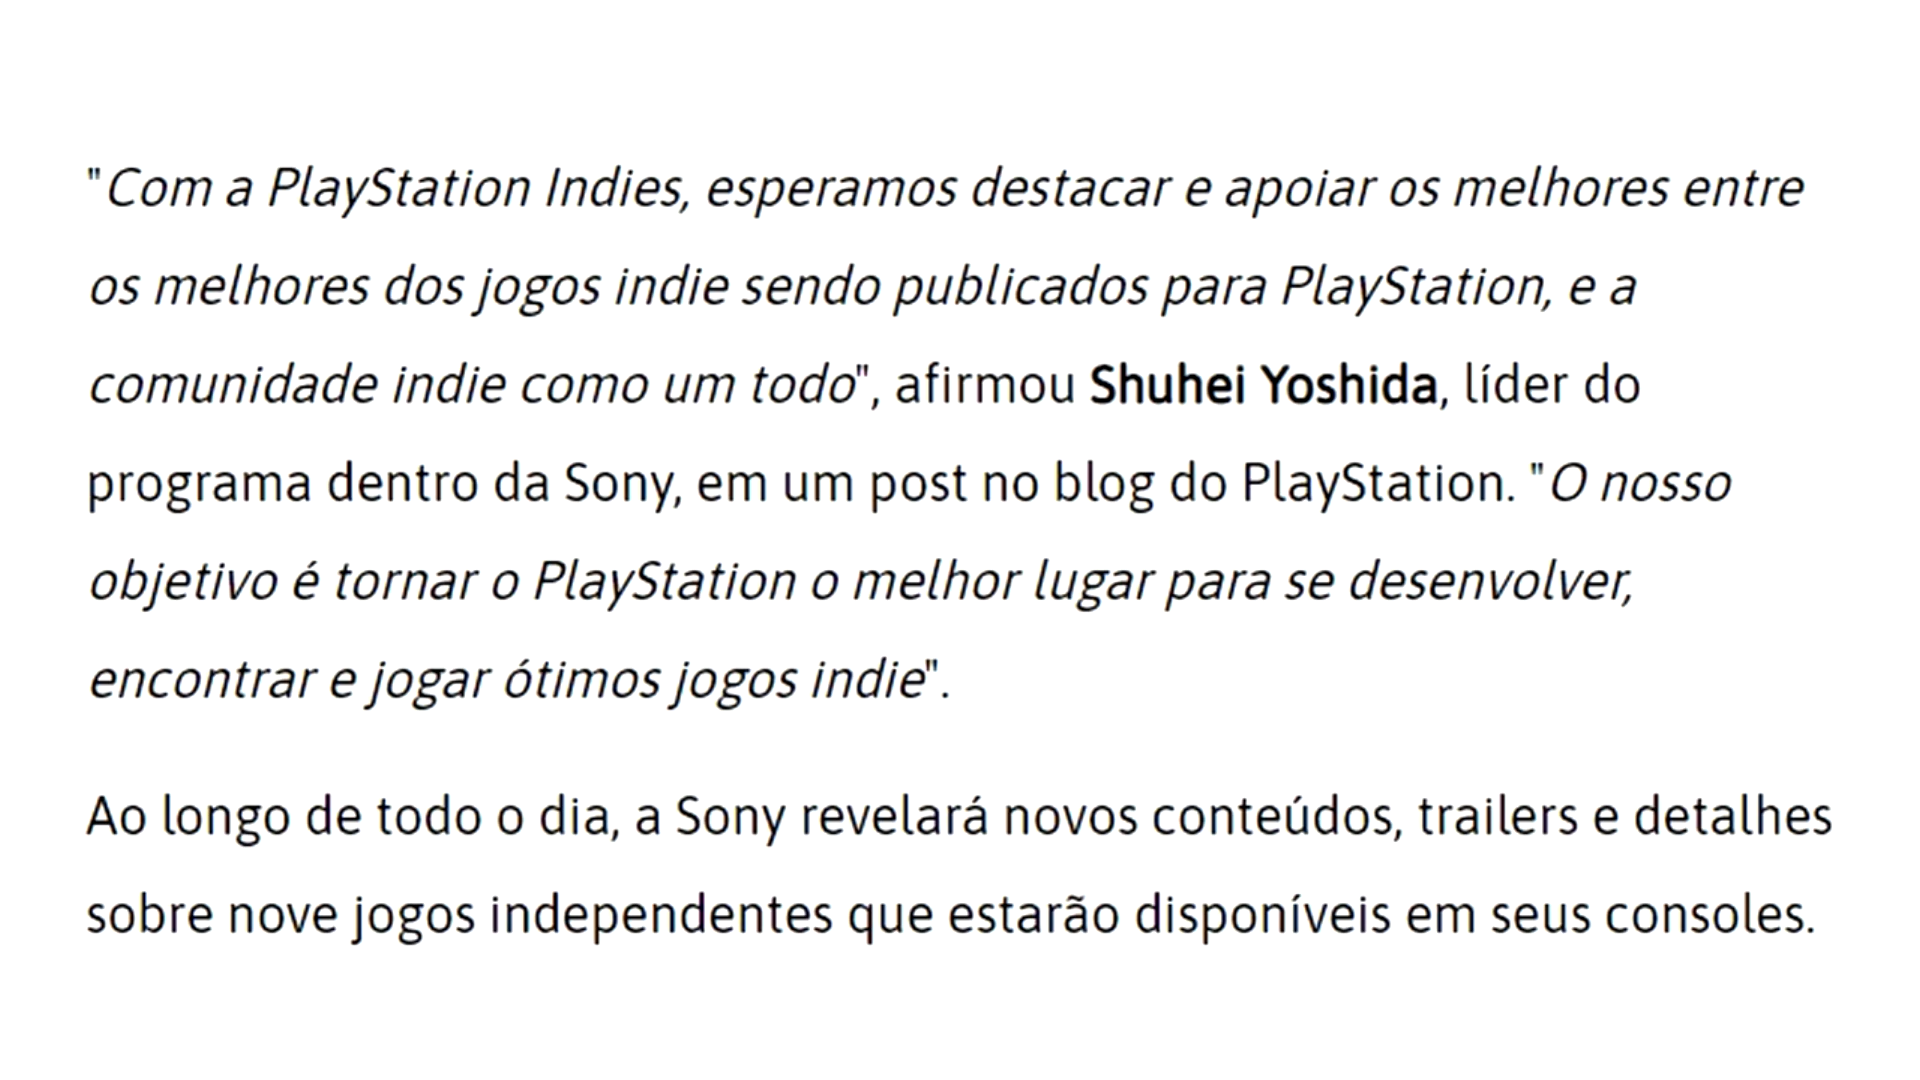 "Com a PlayStation Indies, esperamos destacar e apoiar os melhores entre
os melhores dos jogos indie sendo publicados para PlayStation, e a
comunidade indie como um todo", afirmou Shuhei Yoshida, líder do
programa dentro da Sony, em um post no blog do PlayStation. "O nosso
objetivo é tornar o PlayStation o melhor lugar para se desenvolver,
encontrar e jogar ótimos jogos indie".
Ao longo de todo o dia, a Sony revelará novos conteúdos, trailers e detalhes
sobre nove jogos independentes que estarão disponíveis em seus consoles.